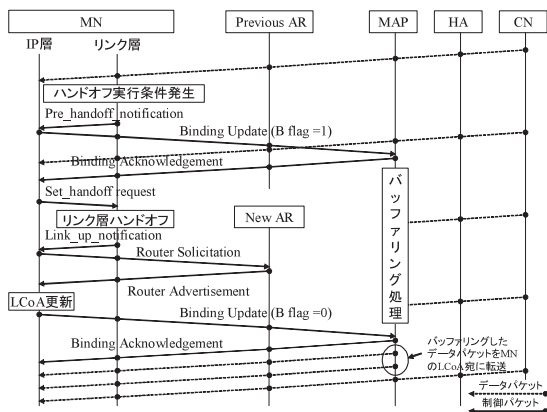 MN
Previous AR
MAP
HA
CN
IP層
リンク層
ハンドオフ実行条件発生
Pre_handoff_notification
Binding Update (B flag =1)
Binding Acknowledgement
Set_handoff request
リンク層ハンドオフ
New AR
バッファリング処理
Link_up_notification
Router Solicitation
Router Advertisement
LCoA更新
Binding Update (B flag =0)
Binding Acknowledgement
バッファリングした
データパケットをMN
のLCoA宛に転送
データパケット
制御パケット